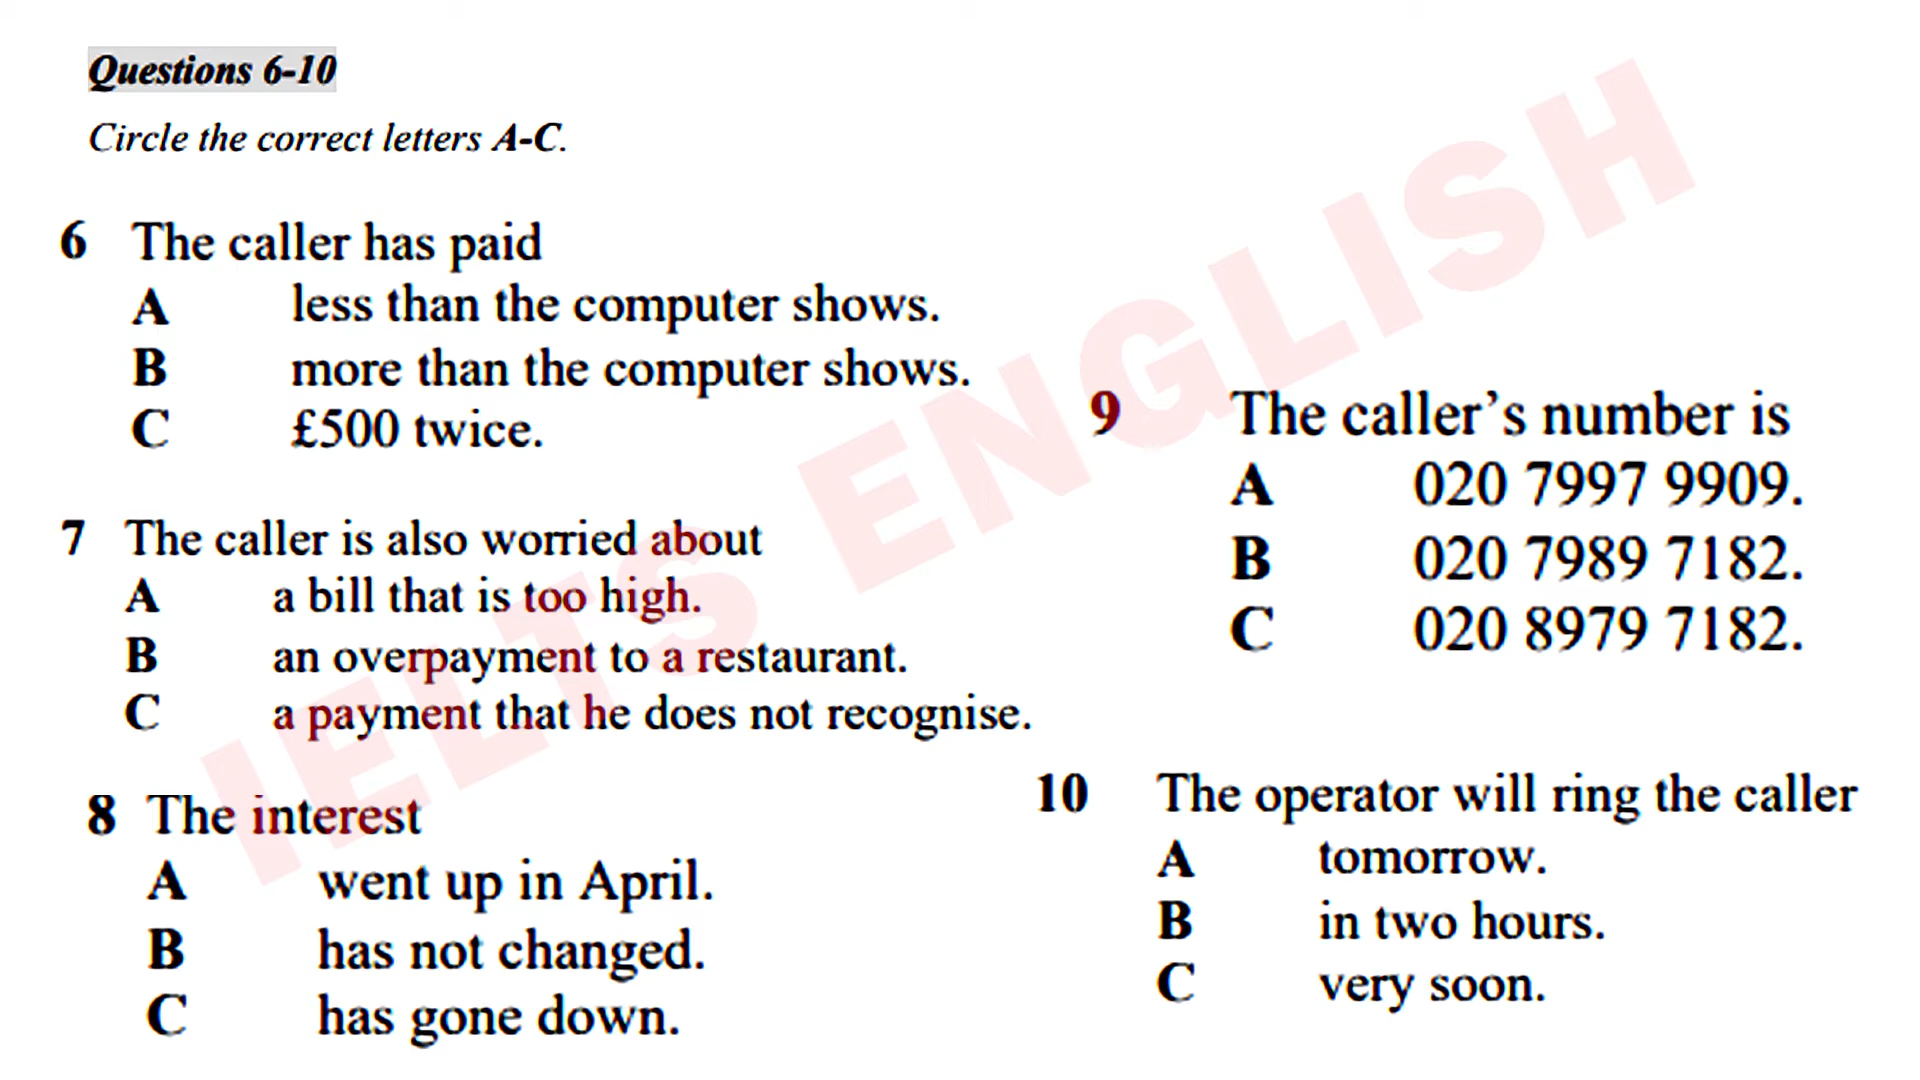 Questions 6-10
Circle the correct letters A-C.
6 The caller has paid
A less than the computer shows.
B more than the computer shows.
C £500 twice.
7 The caller is also worried about
A a bill that is too high.
B an overpayment to a restaurant.
C a payment that he does not recognise.
8 The interest
A went up in April.
B has not changed.
C has gone down.
9 The caller’s number is
A 020 7997 9909.
B 020 7989 7182.
C 020 8979 7182.
10 The operator will ring the caller
A tomorrow.
B in two hours.
C very soon.
IELTS ENGLISH